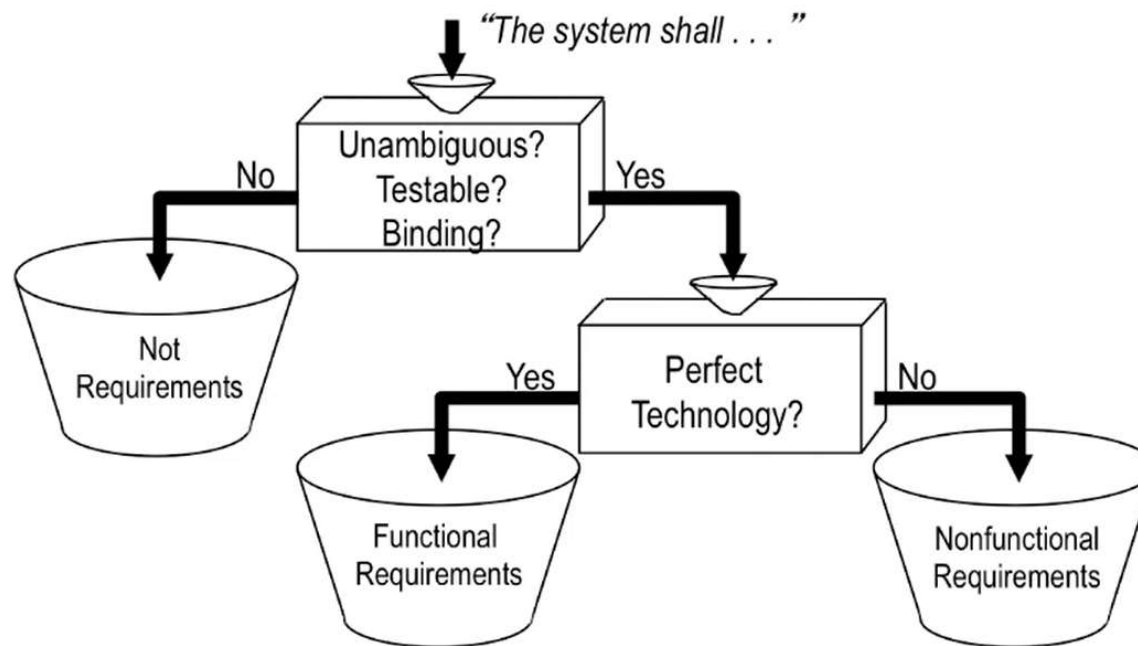 “The system shall . . . ”
Unambiguous?
Testable?
Binding?
No
Yes
Not
Requirements
Perfect
Technology?
Yes
No
Functional
Requirements
Nonfunctional
Requirements